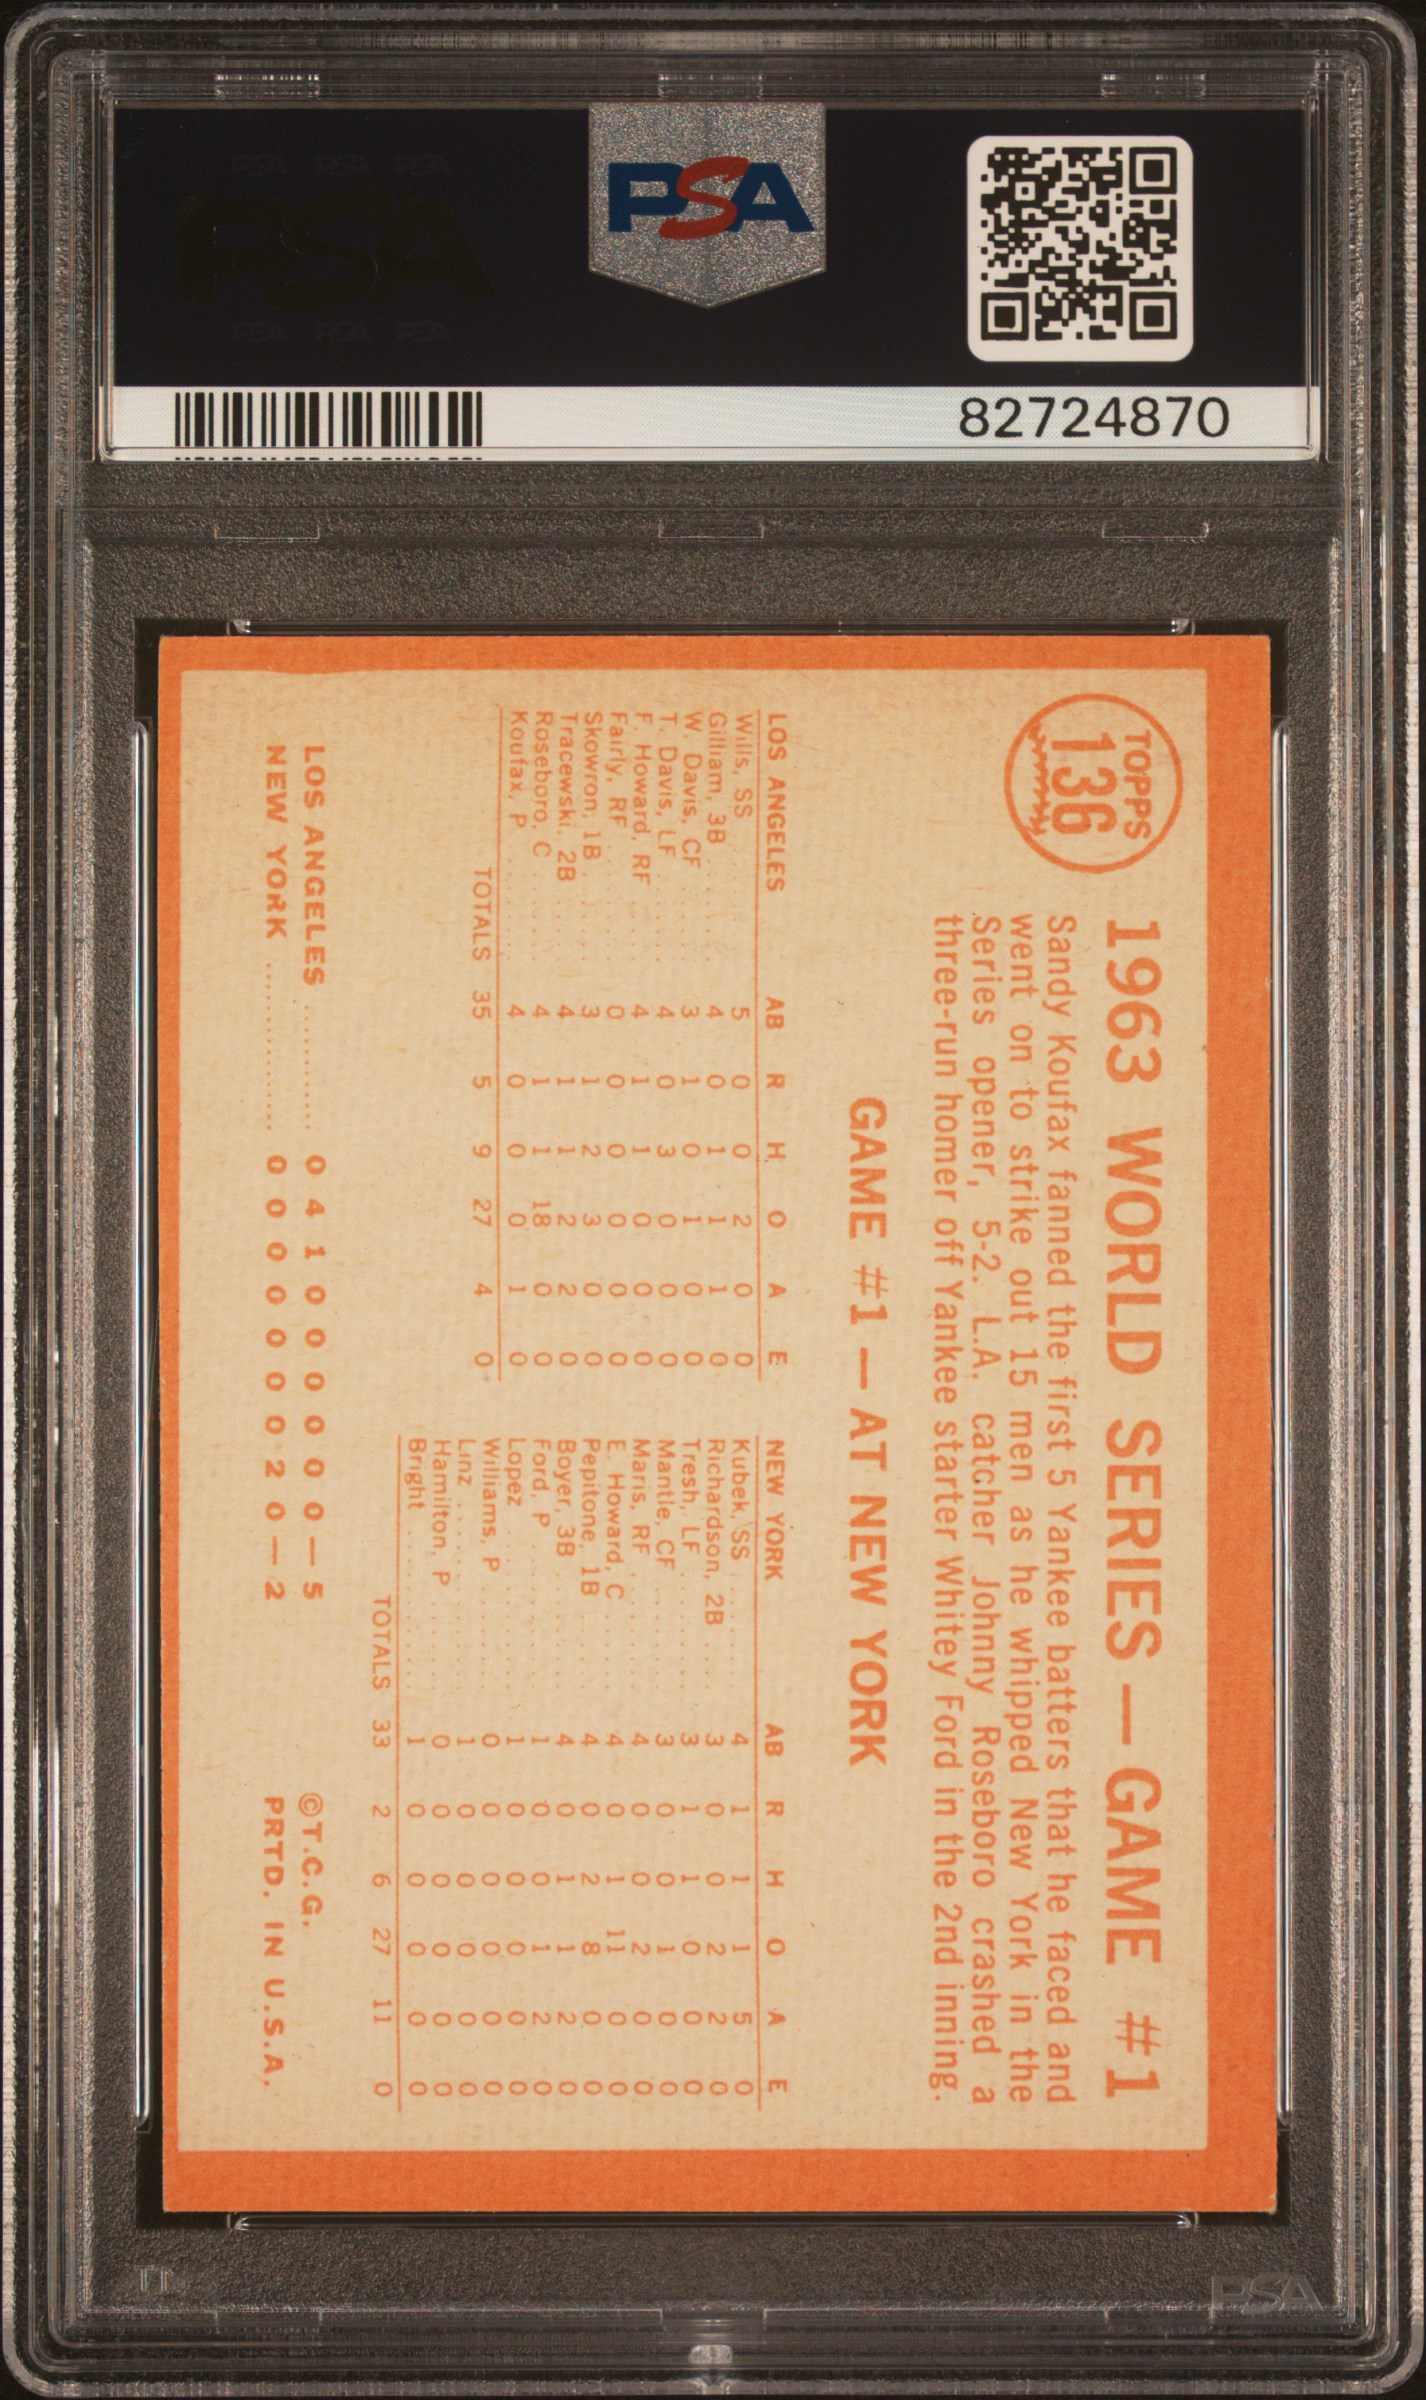 PSA PSA PSA
PSA
PSA PSA PSA
PSA
82724870
TOPPS
136
1963 WORLD SERIES — GAME #1
Sandy Koufax fanned the first 5 Yankee batters that he faced and
went on to strike out 15 men as he whipped New York in the
Series opener, 5-2. L.A. catcher Johnny Roseboro crashed a
three-run homer off Yankee starter Whitey Ford in the 2nd inning.
GAME #1 — AT NEW YORK
LOS ANGELES AB R H O A E
Wills, SS 5 0 0 2 0 0
Gilliam, 3B 4 0 1 1 1 0
W. Davis, CF 3 1 0 1 0 0
T. Davis, LF 4 0 3 0 0 0
F. Howard, RF 4 1 1 0 0 0
Fairly, RF 0 0 0 0 0 0
Skowron, 1B 3 1 2 3 0 0
Tracewski, 2B 4 1 1 2 2 0
Roseboro, C 4 1 1 18 0 0
Koufax, P 4 0 0 0 1 0
TOTALS 35 5 9 27 4 0
NEW YORK AB R H O A E
Kubek, SS 4 1 1 1 5 0
Richardson, 2B 3 0 0 2 2 0
Tresh, LF 3 1 1 0 0 0
Mantle, CF 3 0 0 1 0 0
Maris, RF 4 0 0 2 0 0
E. Howard, C 4 0 1 11 0 0
Pepitone, 1B 4 0 2 8 0 0
Boyer, 3B 4 0 1 1 2 0
Ford, P 1 0 0 1 2 0
Lopez 1 0 0 0 0 0
Williams, P 0 0 0 0 0 0
Linz 1 0 0 0 0 0
Hamilton, P 0 0 0 0 0 0
Bright 1 0 0 0 0 0
TOTALS 33 2 6 27 11 0
LOS ANGELES ............ 0 4 1 0 0 0 0 0 0 — 5
NEW YORK ............... 0 0 0 0 0 0 0 2 0 — 2
©T.C.G.
PRTD. IN U.S.A.
PSA